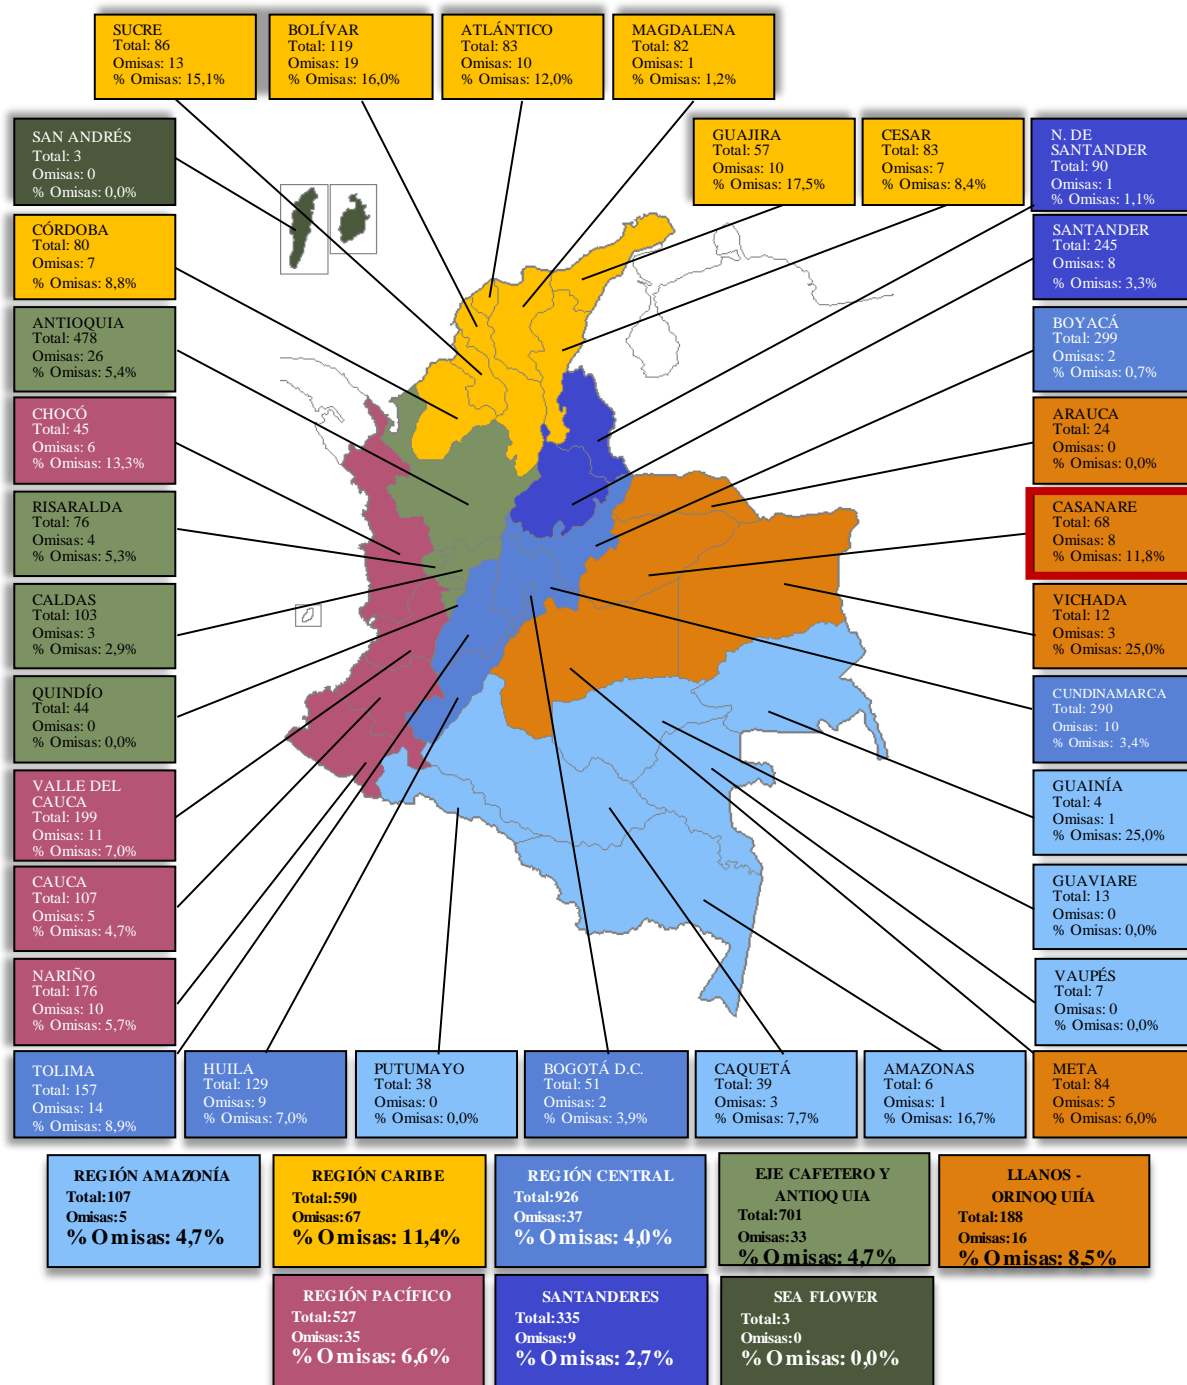 SUCRE
Total: 86
Omisas: 13
% Omisas: 15,1%
BOLÍVAR
Total: 119
Omisas: 19
% Omisas: 16,0%
ATLÁNTICO
Total: 83
Omisas: 10
% Omisas: 12,0%
MAGDALENA
Total: 82
Omisas: 1
% Omisas: 1,2%
SAN ANDRÉS
Total: 3
Omisas: 0
% Omisas: 0,0%
GUAJIRA
Total: 57
Omisas: 10
% Omisas: 17,5%
CESAR
Total: 83
Omisas: 7
% Omisas: 8,4%
N. DE
SANTANDER
Total: 90
Omisas: 1
% Omisas: 1,1%
CÓRDOBA
Total: 80
Omisas: 7
% Omisas: 8,8%
SANTANDER
Total: 245
Omisas: 8
% Omisas: 3,3%
ANTIOQUIA
Total: 478
Omisas: 26
% Omisas: 5,4%
BOYACÁ
Total: 299
Omisas: 2
% Omisas: 0,7%
CHOCÓ
Total: 45
Omisas: 6
% Omisas: 13,3%
ARAUCA
Total: 24
Omisas: 0
% Omisas: 0,0%
RISARALDA
Total: 76
Omisas: 4
% Omisas: 5,3%
CASANARE
Total: 68
Omisas: 8
% Omisas: 11,8%
CALDAS
Total: 103
Omisas: 3
% Omisas: 2,9%
VICHADA
Total: 12
Omisas: 3
% Omisas: 25,0%
QUINDÍO
Total: 44
Omisas: 0
% Omisas: 0,0%
CUNDINAMARCA
Total: 290
Omisas: 10
% Omisas: 3,4%
VALLE DEL
CAUCA
Total: 199
Omisas: 11
% Omisas: 7,0%
GUAINÍA
Total: 4
Omisas: 1
% Omisas: 25,0%
CAUCA
Total: 107
Omisas: 5
% Omisas: 4,7%
GUAVIARE
Total: 13
Omisas: 0
% Omisas: 0,0%
NARIÑO
Total: 176
Omisas: 10
% Omisas: 5,7%
VAUPÉS
Total: 7
Omisas: 0
% Omisas: 0,0%
TOLIMA
Total: 157
Omisas: 14
% Omisas: 8,9%
HUILA
Total: 129
Omisas: 9
% Omisas: 7,0%
PUTUMAYO
Total: 38
Omisas: 0
% Omisas: 0,0%
BOGOTÁ D.C.
Total: 51
Omisas: 2
% Omisas: 3,9%
CAQUETÁ
Total: 39
Omisas: 3
% Omisas: 7,7%
AMAZONAS
Total: 6
Omisas: 1
% Omisas: 16,7%
META
Total: 84
Omisas: 5
% Omisas: 6,0%
REGIÓN AMAZONÍA
Total:107
Omisas:5
% Omisas: 4,7%
REGIÓN CARIBE
Total:590
Omisas:67
% Omisas: 11,4%
REGIÓN CENTRAL
Total:926
Omisas:37
% Omisas: 4,0%
EJE CAFETERO Y
ANTIOQUIA
Total:701
Omisas:33
% Omisas: 4,7%
LLANOS -
ORINOQUIÍA
Total:188
Omisas:16
% Omisas: 8,5%
REGIÓN PACÍFICO
Total:527
Omisas:35
% Omisas: 6,6%
SANTANDERES
Total:335
Omisas:9
% Omisas: 2,7%
SEA FLOWER
Total:3
Omisas:0
% Omisas: 0,0%